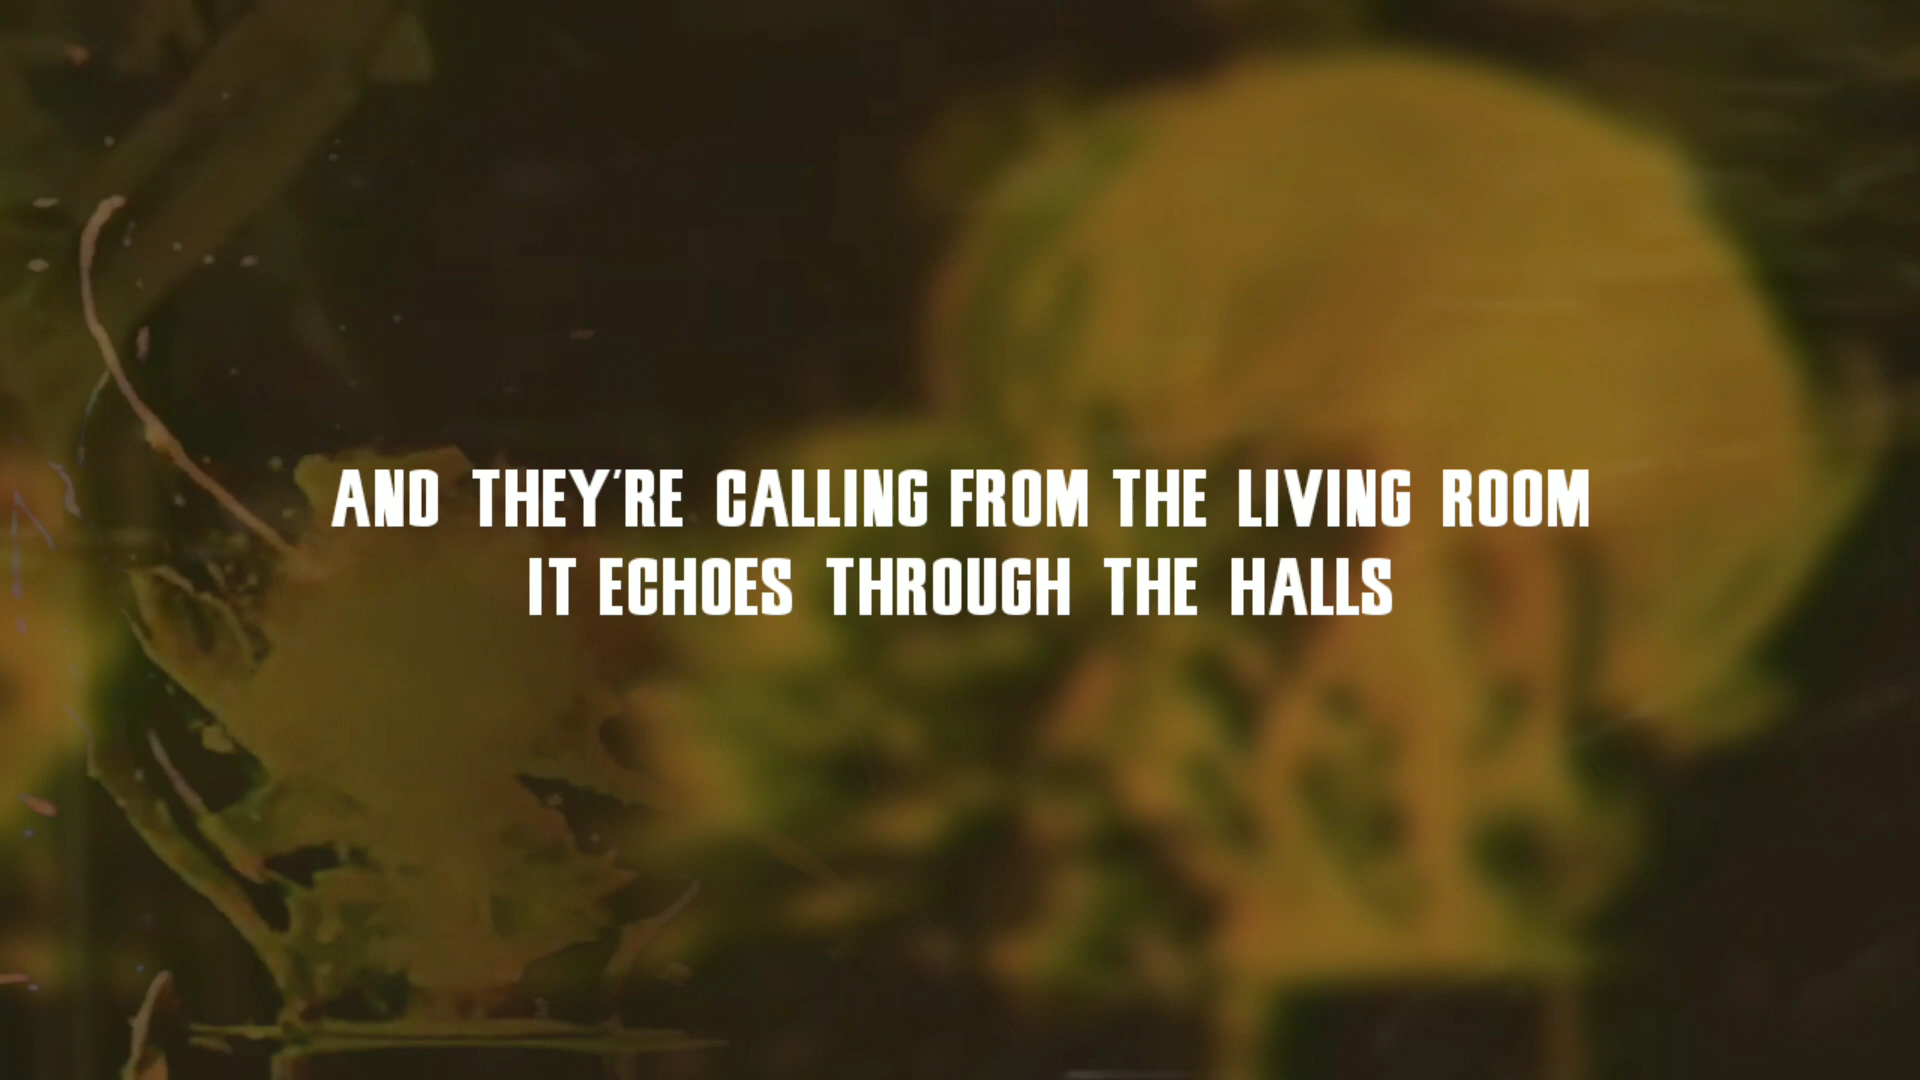 AND THEY'RE CALLING FROM THE LIVING ROOM
IT ECHOES THROUGH THE HALLS